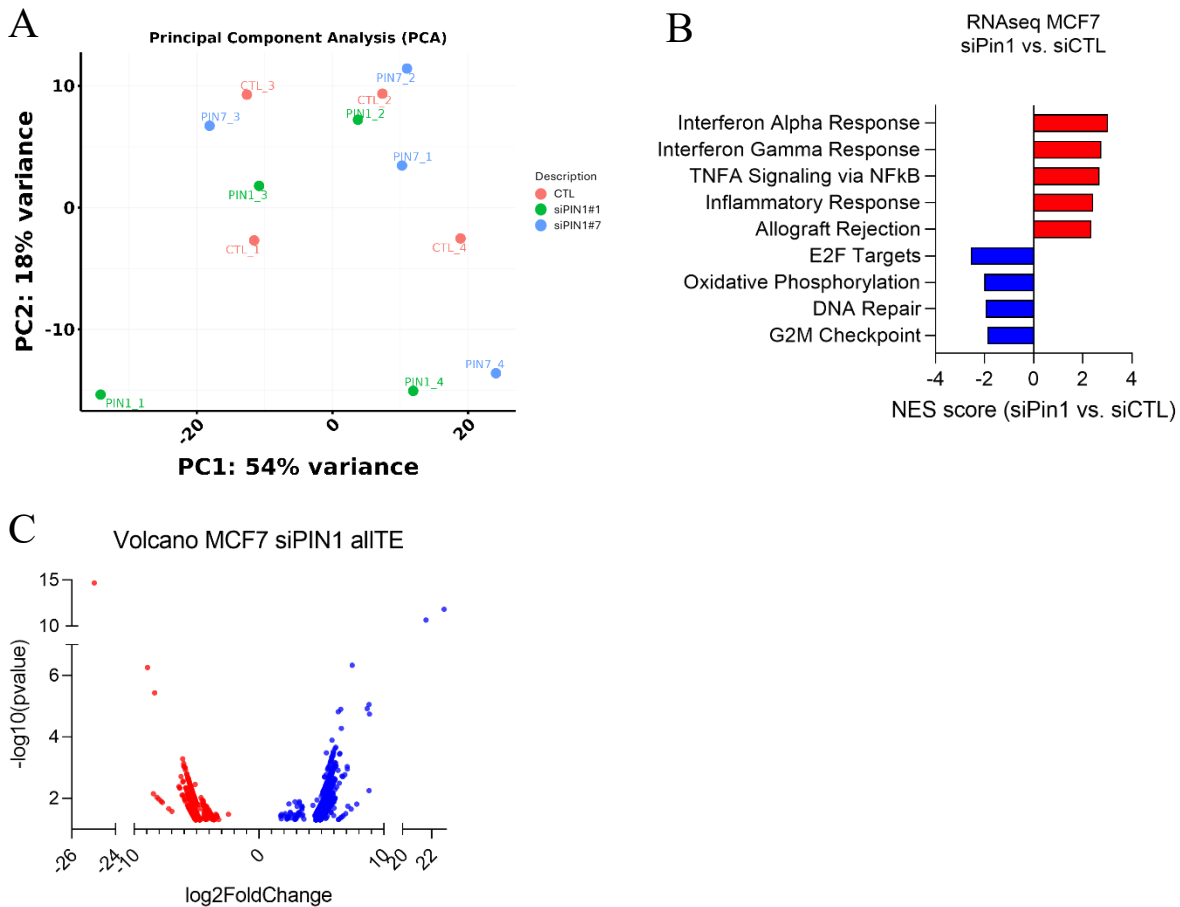 A
Principal Component Analysis (PCA)
PC2: 18% variance
10
0
-10
CTL_3
PIN7_3
PIN7_2
CTL_2
PIN1_2
PIN7_1
PIN1_3
CTL_1
CTL_4
PIN7_4
PIN1_4
PIN1_1
-20
0
20
PC1: 54% variance
Description
CTL
siPIN1#1
siPIN1#7
B
RNAseq MCF7
siPin1 vs. siCTL
Interferon Alpha Response
Interferon Gamma Response
TNFA Signaling via NFkB
Inflammatory Response
Allograft Rejection
E2F Targets
Oxidative Phosphorylation
DNA Repair
G2M Checkpoint
-4 -2 0 2 4
NES score (siPin1 vs. siCTL)
C
Volcano MCF7 siPIN1 allTE
-log10(pvalue)
15
10
6
4
2
-26 -24 -10 0 10 20 22
log2FoldChange